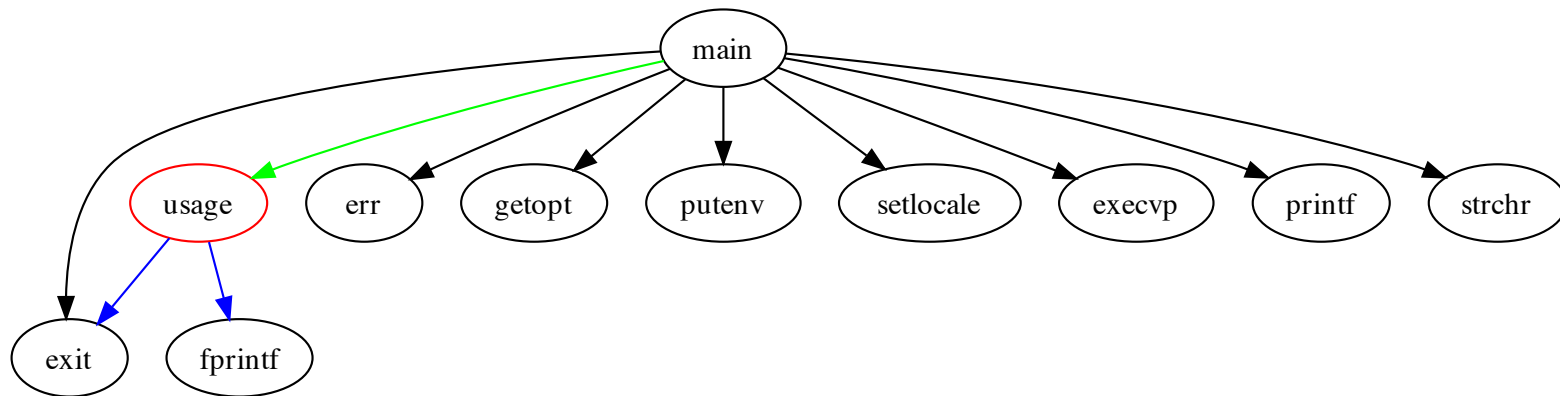 main
usage
err
getopt
putenv
setlocale
execvp
printf
strchr
exit
fprintf